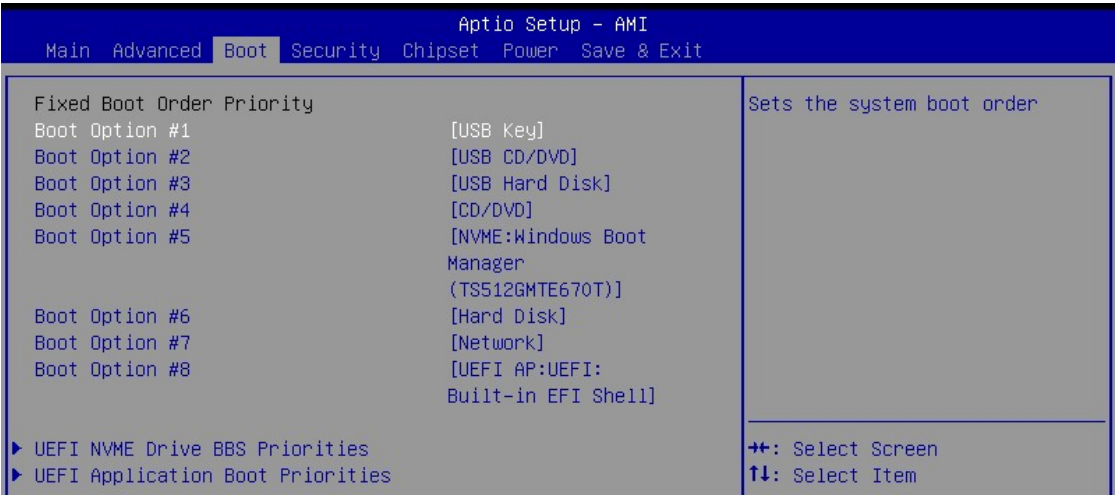 Aptio Setup – AMI
Main Advanced Boot Security Chipset Power Save & Exit
Fixed Boot Order Priority
Boot Option #1 [USB Key]
Boot Option #2 [USB CD/DVD]
Boot Option #3 [USB Hard Disk]
Boot Option #4 [CD/DVD]
Boot Option #5 [NVME:Windows Boot
Manager
(TS512GMTE670T)]
Boot Option #6 [Hard Disk]
Boot Option #7 [Network]
Boot Option #8 [UEFI AP:UEFI:
Built-in EFI Shell]
UEFI NVME Drive BBS Priorities
UEFI Application Boot Priorities
Sets the system boot order
→←: Select Screen
↑↓: Select Item